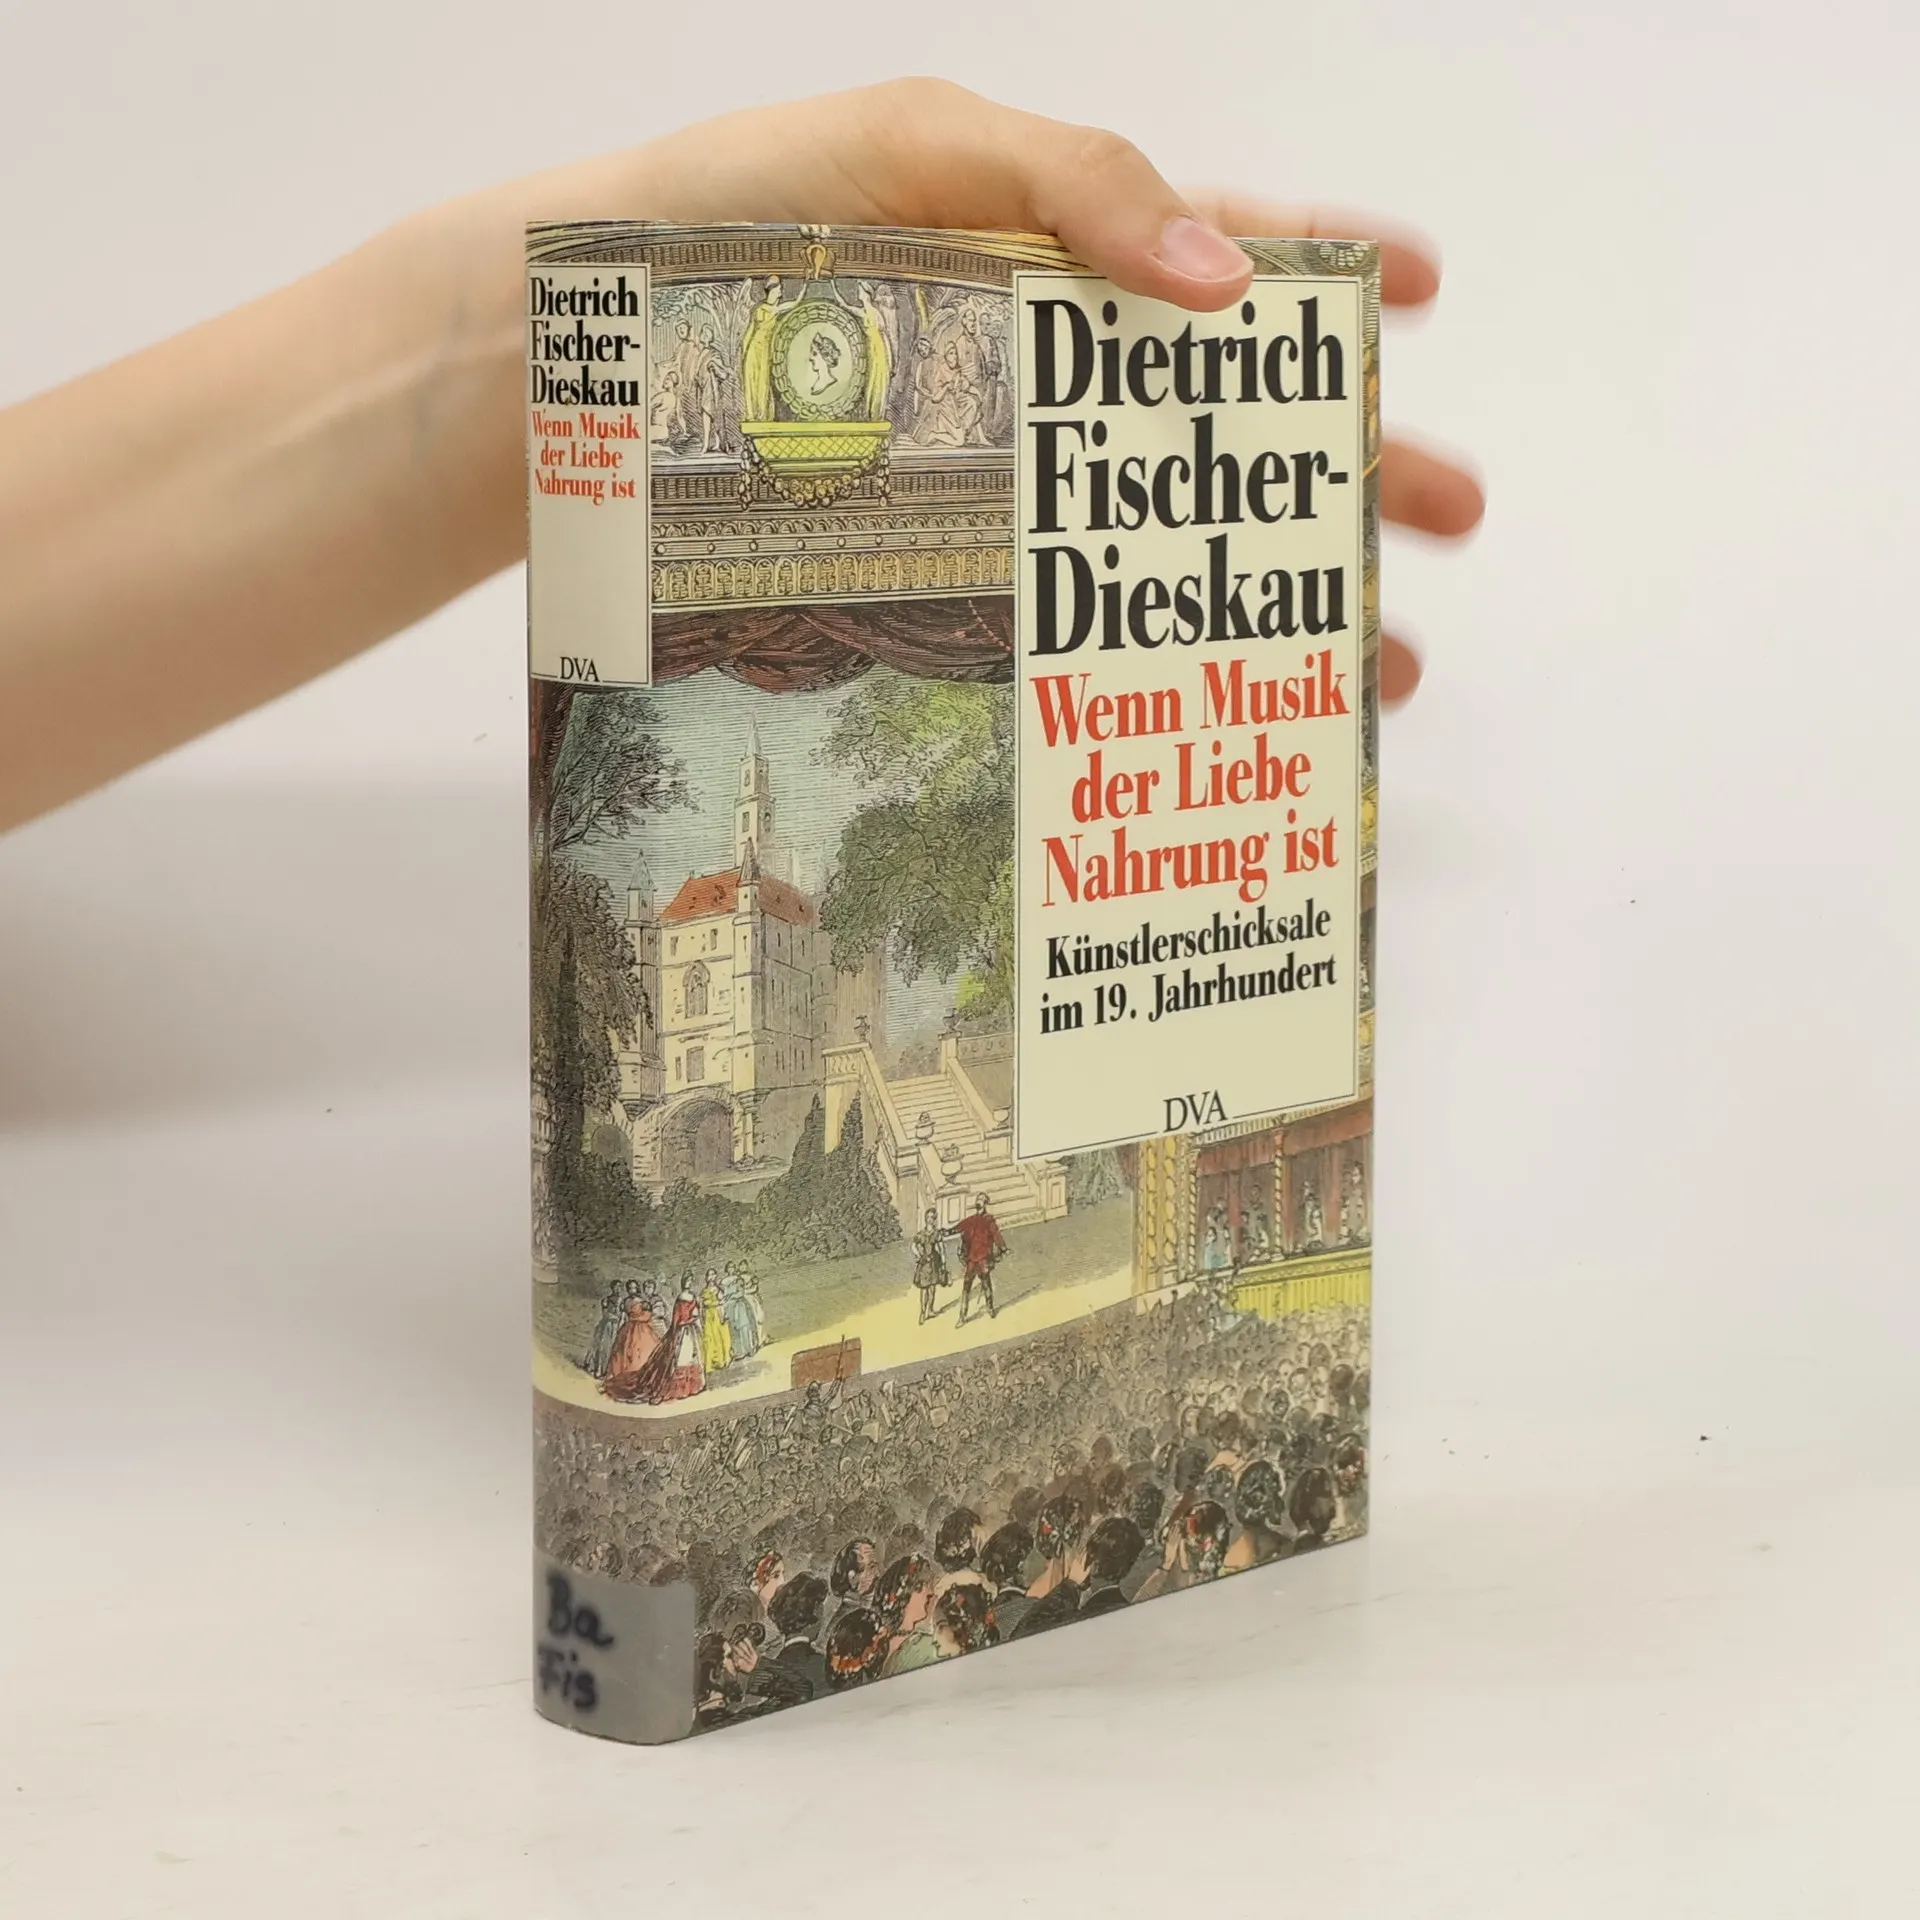 Dietrich
Fischer-
Dieskau
Wenn Musik
der Liebe
Nahrung ist
DVA
Dietrich
Fischer-
Dieskau
Wenn Musik
der Liebe
Nahrung ist
Künstlerschicksale
im 19. Jahrhundert
DVA
Ba
Fis